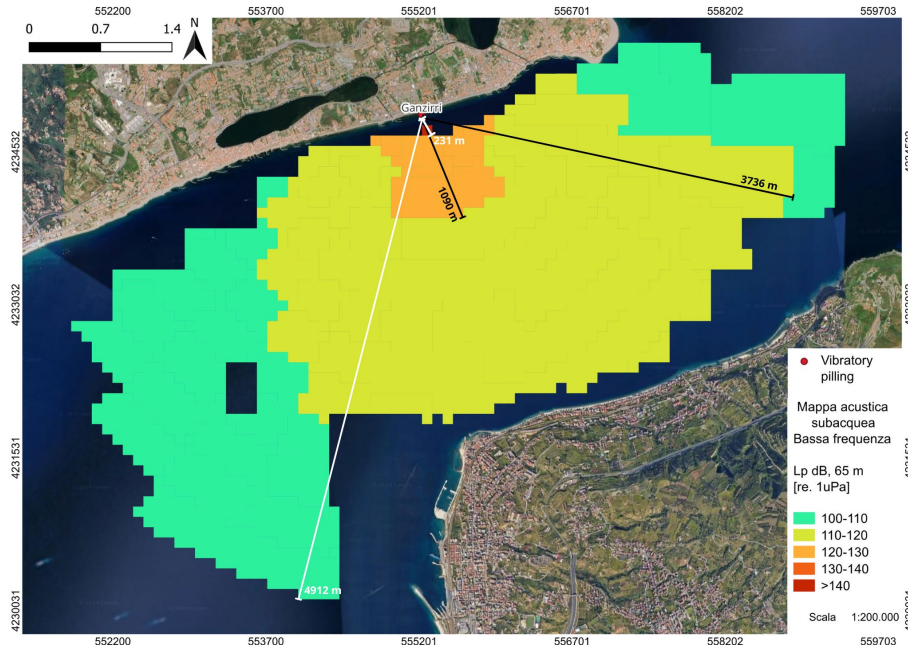 552200 553700 555201 556701 558202 559703
0 0.7 1.4 N
Ganzirri
231 m
4234532
1090 m
3736 m
4233032
Vibratory
pilling
Mappa acustica
subacquea
Bassa frequenza
4231531
Lp dB, 65 m
[re. 1uPa]
100-110
110-120
120-130
130-140
>140
4912 m
4230031
Scala 1:200.000
552200 553700 555201 556701 558202 559703